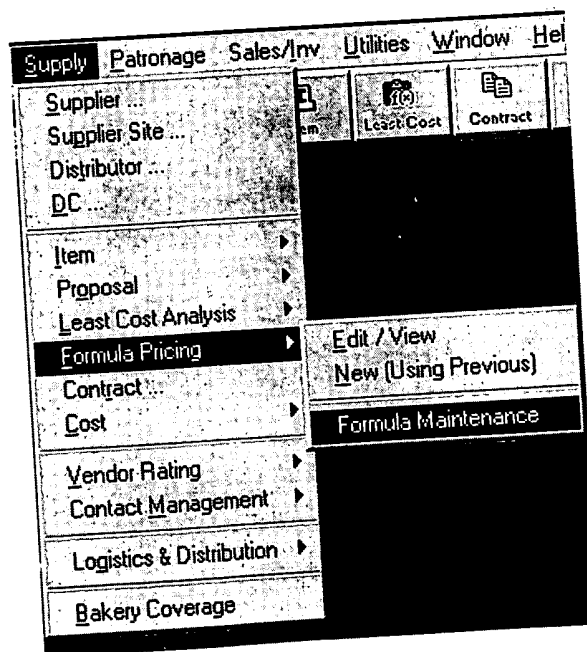 Supply Patronage Sales/Inv Utilities Window Hel
Supplier ...
Supplier Site ...
Distributor ...
DC ...
em
Least Cost
Contract
Item
Proposal
Least Cost Analysis
Formula Pricing
Contract ...
Cost
Vendor Rating
Contact Management
Logistics & Distribution
Bakery Coverage
Edit / View
New (Using Previous)
Formula Maintenance